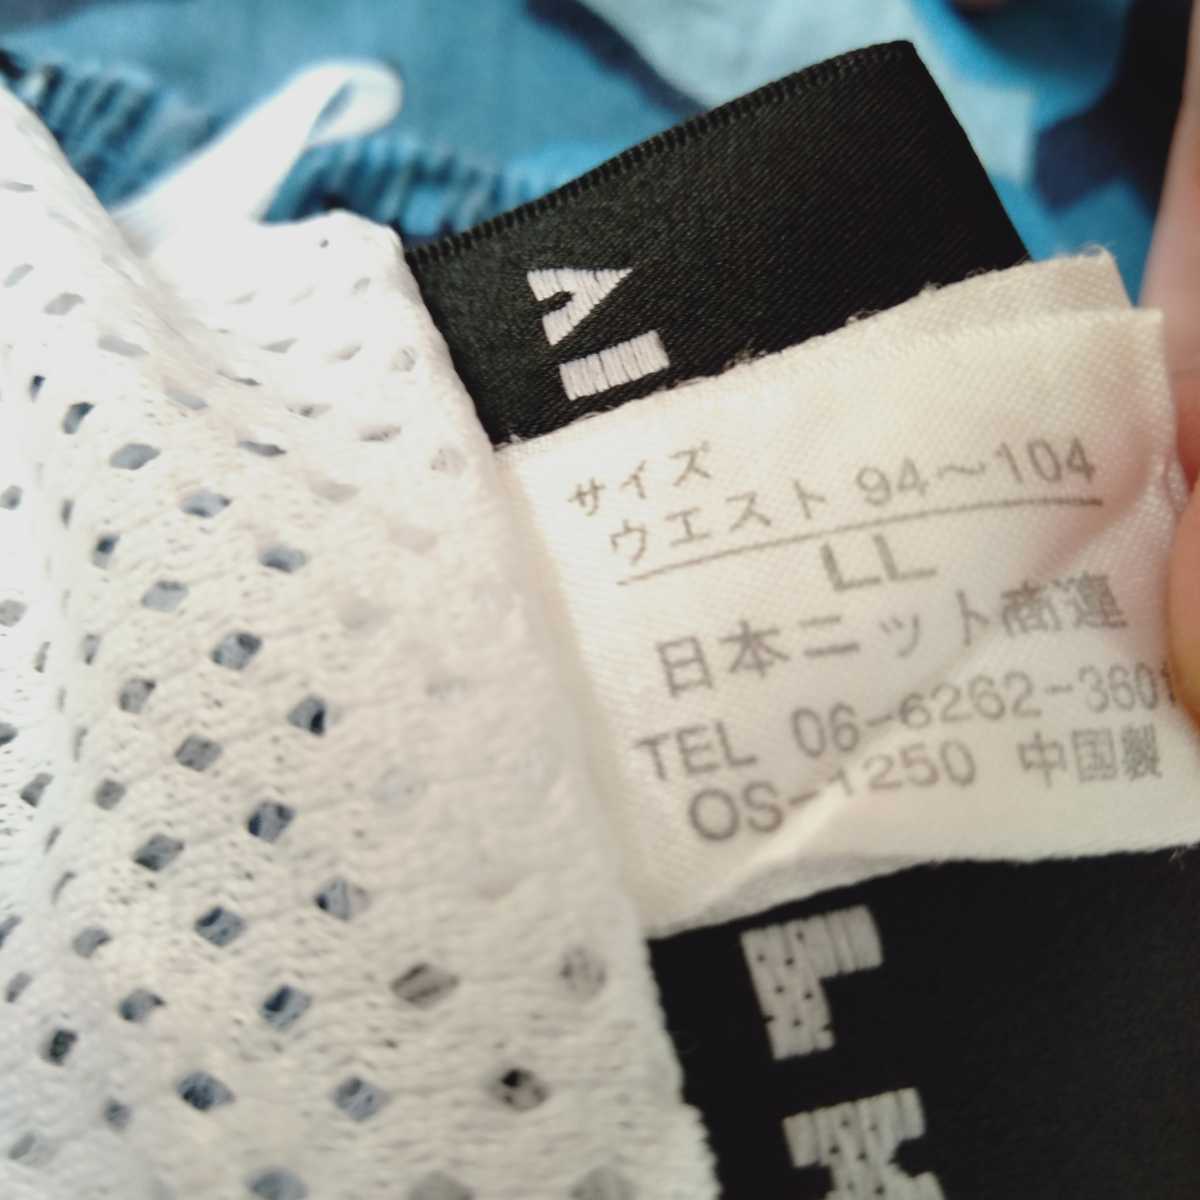 サイズ
ウエスト 94～104
LL
日本ニット商連
TEL 06-6262-360
OS-1250 中国製